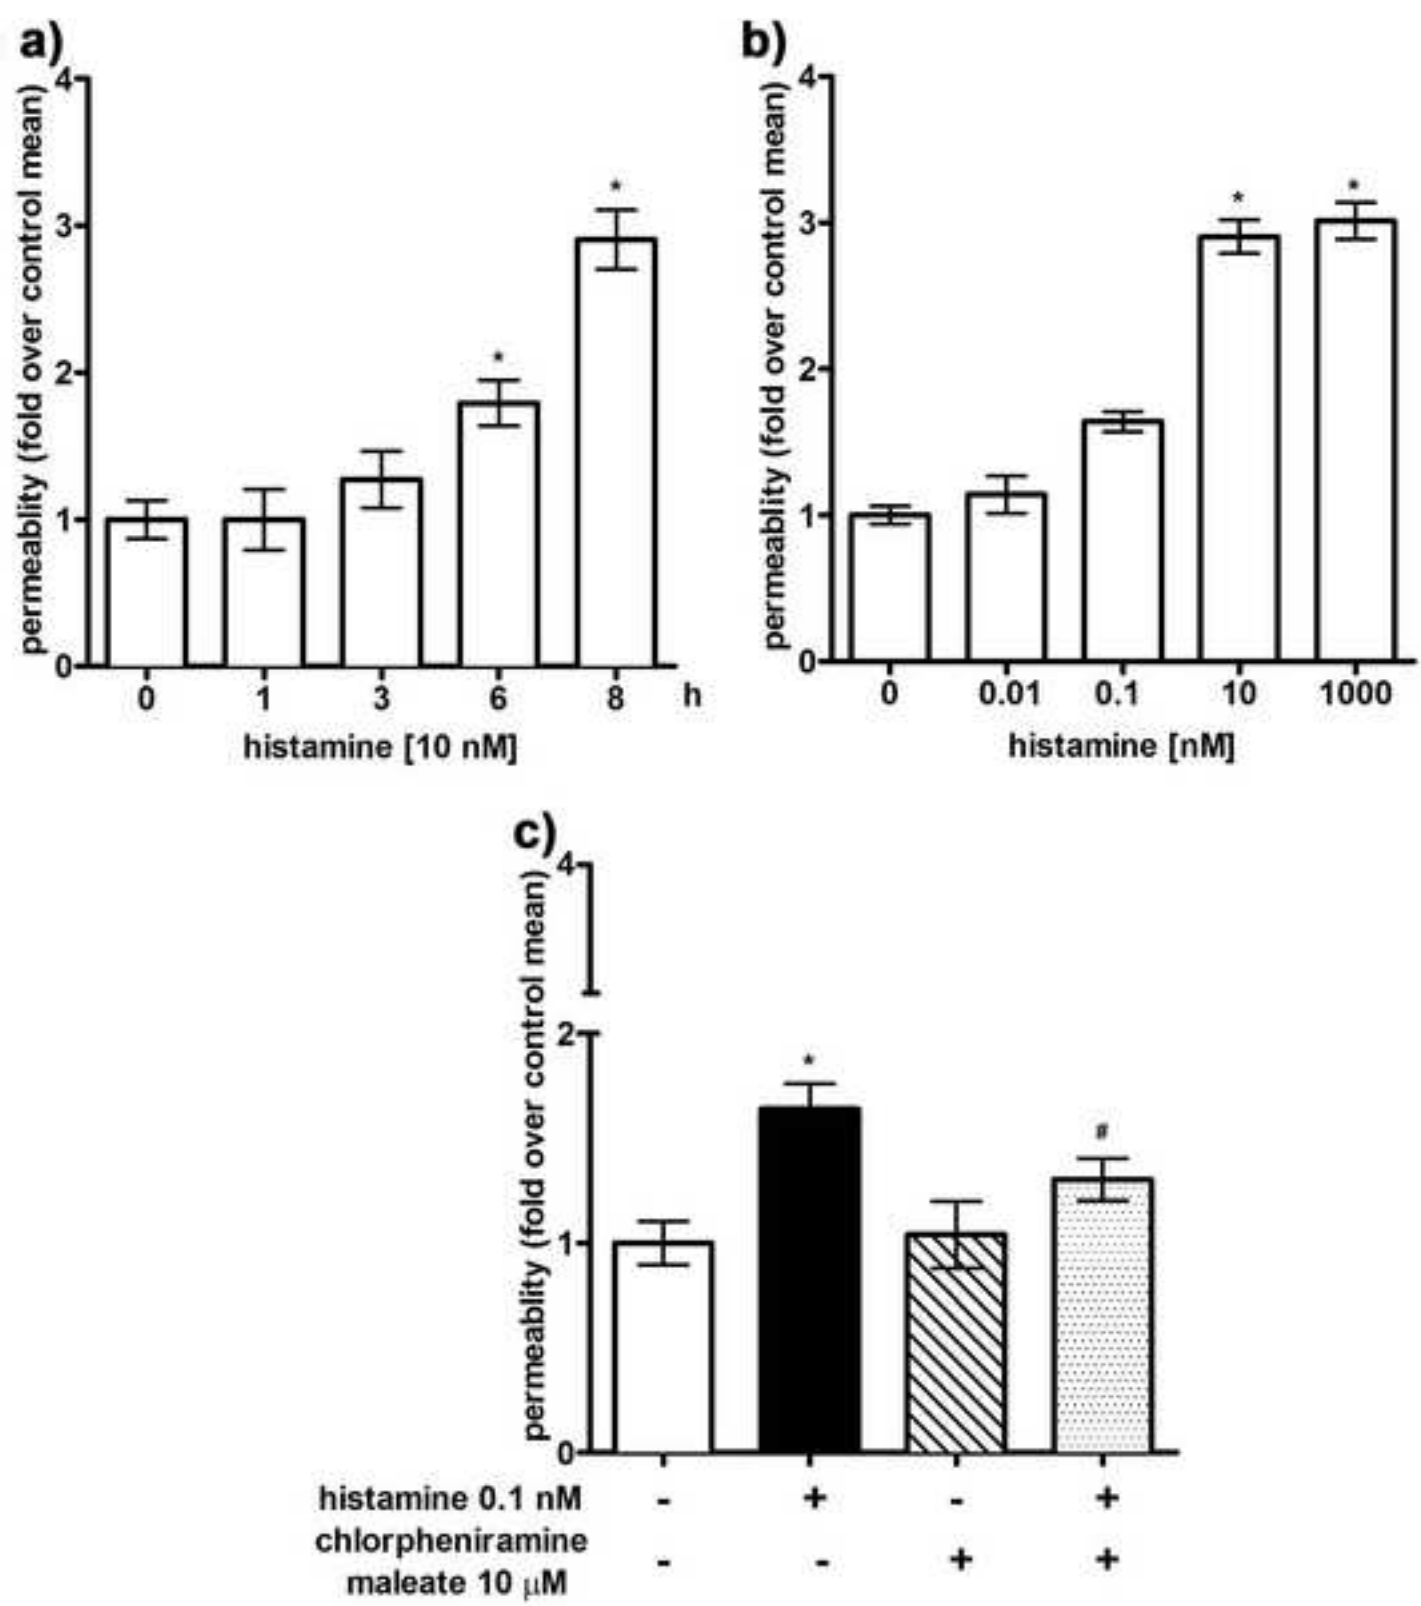 a)
permeablity (fold over control mean)
4
3
2
1
0
*
*
0 1 3 6 8 h
histamine [10 nM]
b)
permeablity (fold over control mean)
4
3
2
1
0
*
*
0 0.01 0.1 10 1000
histamine [nM]
c)
permeablity (fold over control mean)
4
2
1
0
*
#
histamine 0.1 nM - + - +
chlorpheniramine
maleate 10 µM - - + +